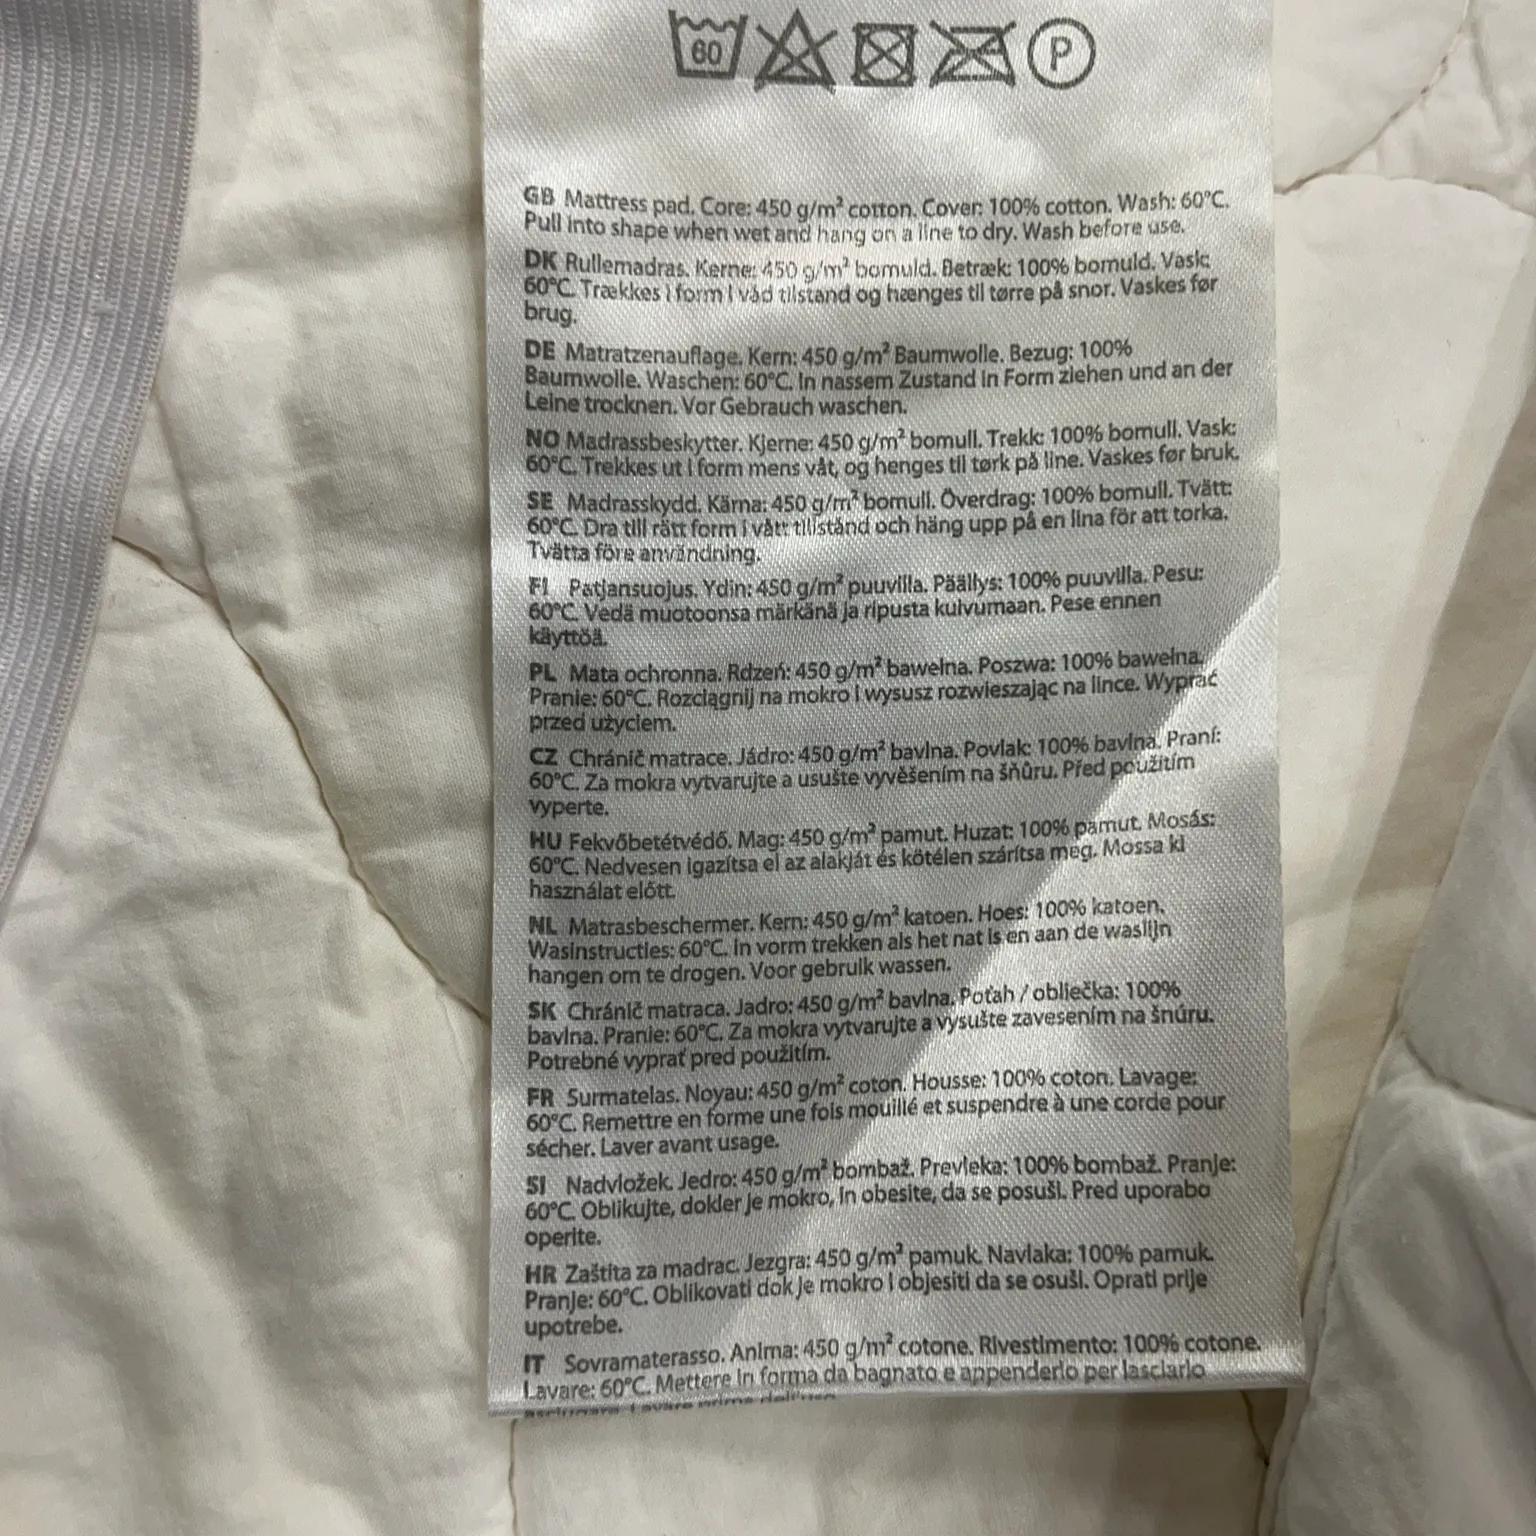 60 P
GB Mattress pad. Core: 450 g/m² cotton. Cover: 100% cotton. Wash: 60°C.
Pull into shape when wet and hang on a line to dry. Wash before use.
DK Rullemadras. Kerne: 450 g/m² bomuld. Betræk: 100% bomuld. Vask:
60°C. Trækkes i form i våd tilstand og hænges til tørre på snor. Vaskes før
brug.
DE Matratzenauflage. Kern: 450 g/m² Baumwolle. Bezug: 100%
Baumwolle. Waschen: 60°C. In nassem Zustand in Form ziehen und an der
Leine trocknen. Vor Gebrauch waschen.
NO Madrassbeskytter. Kjerne: 450 g/m² bomull. Trekk: 100% bomull. Vask:
60°C. Trekkes ut i form mens våt, og henges til tørk på line. Vaskes før bruk.
SE Madrasskydd. Kärna: 450 g/m² bomull. Överdrag: 100% bomull. Tvätt:
60°C. Dra till rätt form i vått tillstånd och häng upp på en lina för att torka.
Tvätta före användning.
FI Patjansuojus. Ydin: 450 g/m² puuvilla. Päällys: 100% puuvilla. Pesu:
60°C. Vedä muotoonsa märkänä ja ripusta kuivumaan. Pese ennen
käyttöä.
PL Mata ochronna. Rdzeń: 450 g/m² bawełna. Poszwa: 100% bawełna.
Pranie: 60°C. Rozciągnij na mokro i wysusz rozwieszając na lince. Wyprać
przed użyciem.
CZ Chránič matrace. Jádro: 450 g/m² bavlna. Povlak: 100% bavlna. Praní:
60°C. Za mokra vytvarujte a usušte vyvěšením na šňůru. Před použitím
vyperte.
HU Fekvőbetétvédő. Mag: 450 g/m² pamut. Huzat: 100% pamut. Mosás:
60°C. Nedvesen igazítsa el az alakját és kötélen szárítsa meg. Mossa ki
használat előtt.
NL Matrasbeschermer. Kern: 450 g/m² katoen. Hoes: 100% katoen.
Wasinstructies: 60°C. In vorm trekken als het nat is en aan de waslijn
hangen om te drogen. Voor gebruik wassen.
SK Chránič matraca. Jadro: 450 g/m² bavlna. Poťah / obliečka: 100%
bavlna. Pranie: 60°C. Za mokra vytvarujte a vysušte zavesením na šnúru.
Potrebné vyprať pred použitím.
FR Surmatelas. Noyau: 450 g/m² coton. Housse: 100% coton. Lavage:
60°C. Remettre en forme une fois mouillé et suspendre à une corde pour
sécher. Laver avant usage.
SI Nadvložek. Jedro: 450 g/m² bombaž. Prevleka: 100% bombaž. Pranje:
60°C. Oblikujte, dokler je mokro, in obesite, da se posuši. Pred uporabo
operite.
HR Zaštita za madrac. Jezgra: 450 g/m² pamuk. Navlaka: 100% pamuk.
Pranje: 60°C. Oblikovati dok je mokro i objesiti da se osuši. Oprati prije
upotrebe.
IT Sovramaterasso. Anima: 450 g/m² cotone. Rivestimento: 100% cotone.
Lavare: 60°C. Mettere in forma da bagnato e appenderlo per lasciarlo
asciugare. Lavare prima dell'uso.